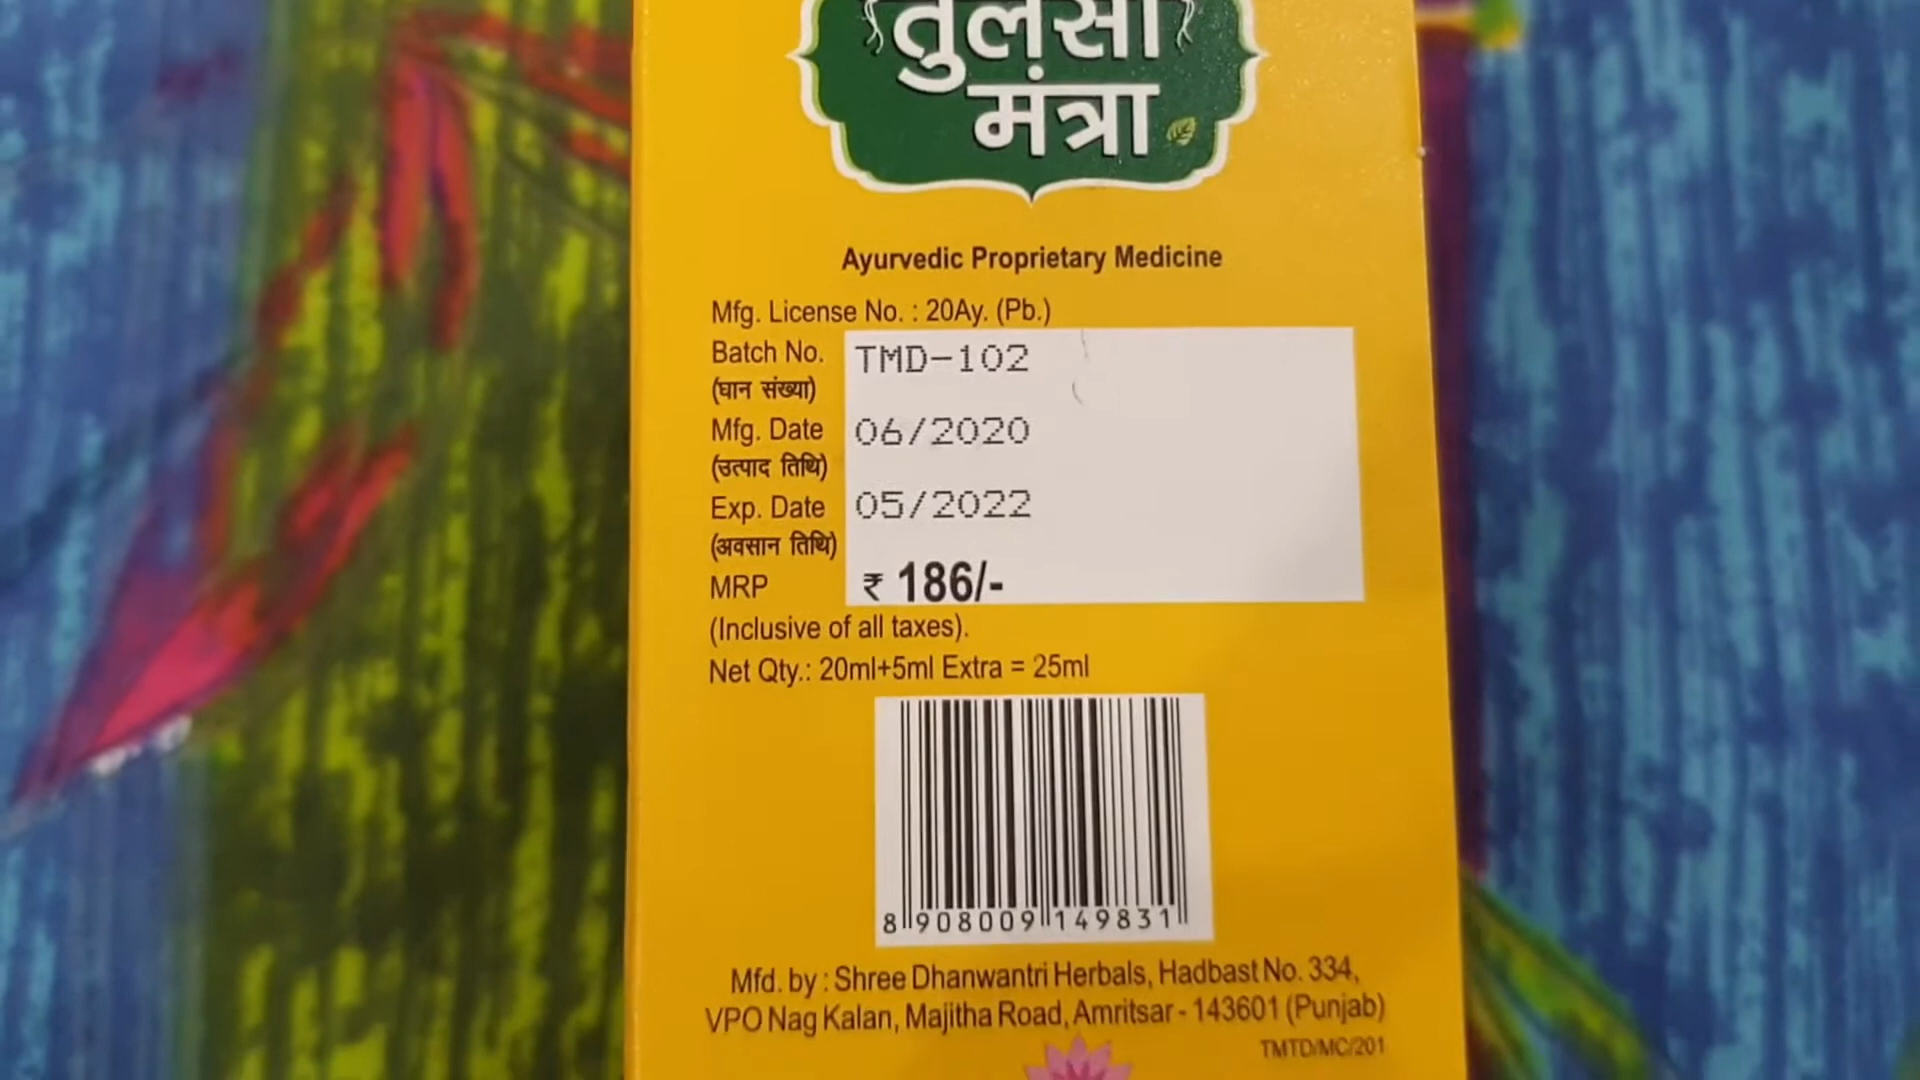 तुलसी
मंत्रा
Ayurvedic Proprietary Medicine
Mfg. License No. : 20Ay. (Pb.)
Batch No. TMD-102
(घान संख्या)
Mfg. Date 06/2020
(उत्पाद तिथि)
Exp. Date 05/2022
(अवसान तिथि)
MRP ₹ 186/-
(Inclusive of all taxes).
Net Qty.: 20ml+5ml Extra = 25ml
8 908009 149831
Mfd. by : Shree Dhanwantri Herbals, Hadbast No. 334,
VPO Nag Kalan, Majitha Road, Amritsar - 143601 (Punjab)
TMTD/MC/201